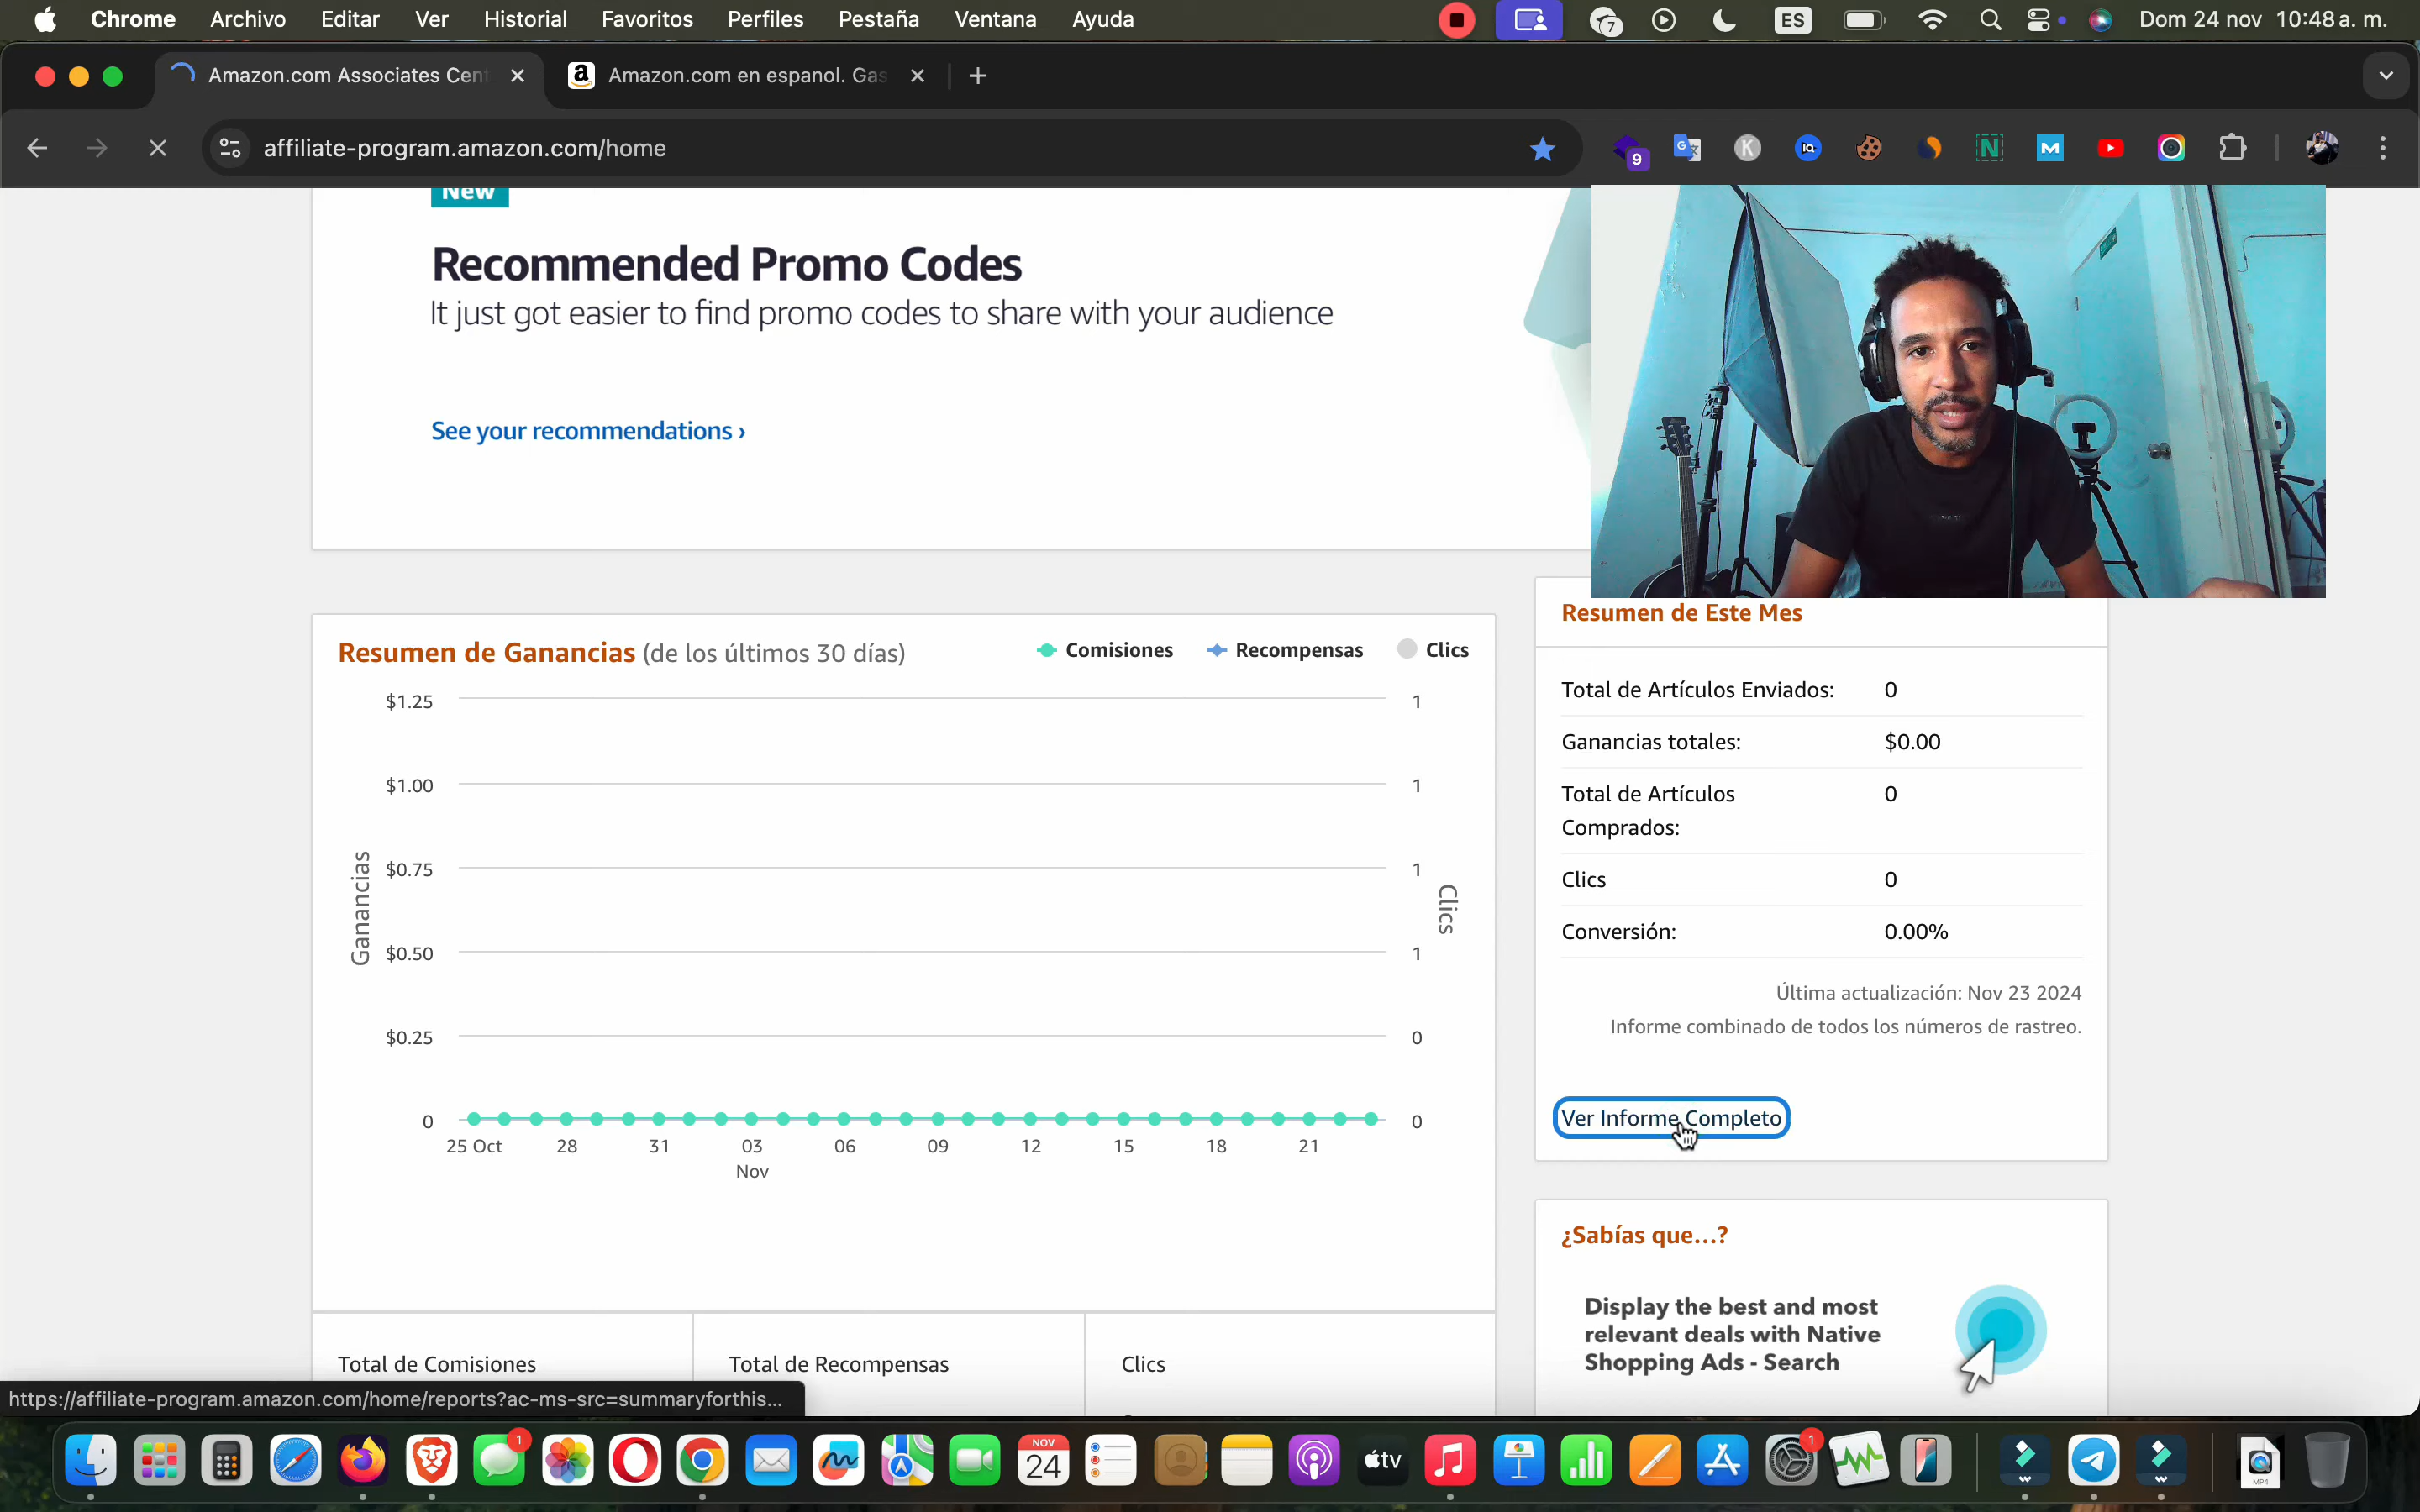 Chrome Archivo Editar Ver Historial Favoritos Perfiles Pestaña Ventana Ayuda 7 ES Dom 24 nov 10:48 a. m.
Amazon.com Associates Cent Amazon.com en espanol. Gas
affiliate-program.amazon.com/home 9 K IQ N M
New
Recommended Promo Codes
It just got easier to find promo codes to share with your audience
See your recommendations ›
Resumen de Ganancias (de los últimos 30 días) Comisiones Recompensas Clics
$1.25 1
$1.00 1
$0.75 1
$0.50 1
$0.25 0
0 0
Ganancias
Clics
25 Oct 28 31 03 06 09 12 15 18 21
Nov
Total de Comisiones Total de Recompensas Clics
Resumen de Este Mes
Total de Artículos Enviados: 0
Ganancias totales: $0.00
Total de Artículos 0
Comprados:
Clics 0
Conversión: 0.00%
Última actualización: Nov 23 2024
Informe combinado de todos los números de rastreo.
Ver Informe Completo
¿Sabías que...?
Display the best and most
relevant deals with Native
Shopping Ads - Search
https://affiliate-program.amazon.com/home/reports?ac-ms-src=summaryforthis...
1 NOV 24 tv 1 MP4